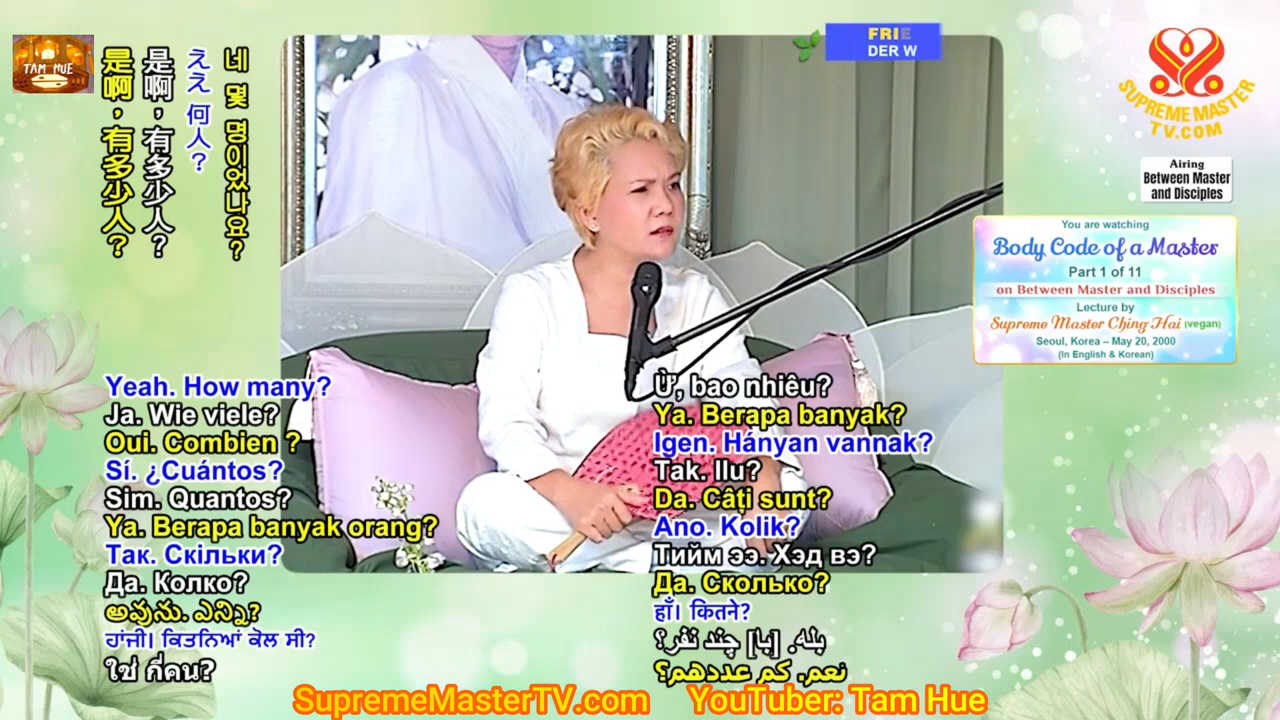 TAM HUE
是啊，有多少人？
是啊，有多少人？
ええ 何人？
네 몇 명이었나요?
FRIE
DER W
SUPREME MASTER
TV.COM
Airing
Between Master
and Disciples
You are watching
Body Code of a Master
Part 1 of 11
on Between Master and Disciples
Lecture by
Supreme Master Ching Hai (vegan)
Seoul, Korea – May 20, 2000
(In English & Korean)
Yeah. How many?
Ja. Wie viele?
Oui. Combien ?
Sí. ¿Cuántos?
Sim. Quantos?
Ya. Berapa banyak orang?
Так. Скільки?
Да. Колко?
అవును. ఎన్ని?
ਹਾਂਜੀ। ਕਿਤਨਿਆਂ ਕੋਲ ਸੀ?
ใช่ กี่คน?
Ừ, bao nhiêu?
Ya. Berapa banyak?
Igen. Hányan vannak?
Tak. Ilu?
Da. Câți sunt?
Ano. Kolik?
Тийм ээ. Хэд вэ?
Да. Сколько?
हाँ। कितने?
بله. [با] چند نفر؟
نعم. كم عددهم؟
SupremeMasterTV.com YouTuber: Tam Hue